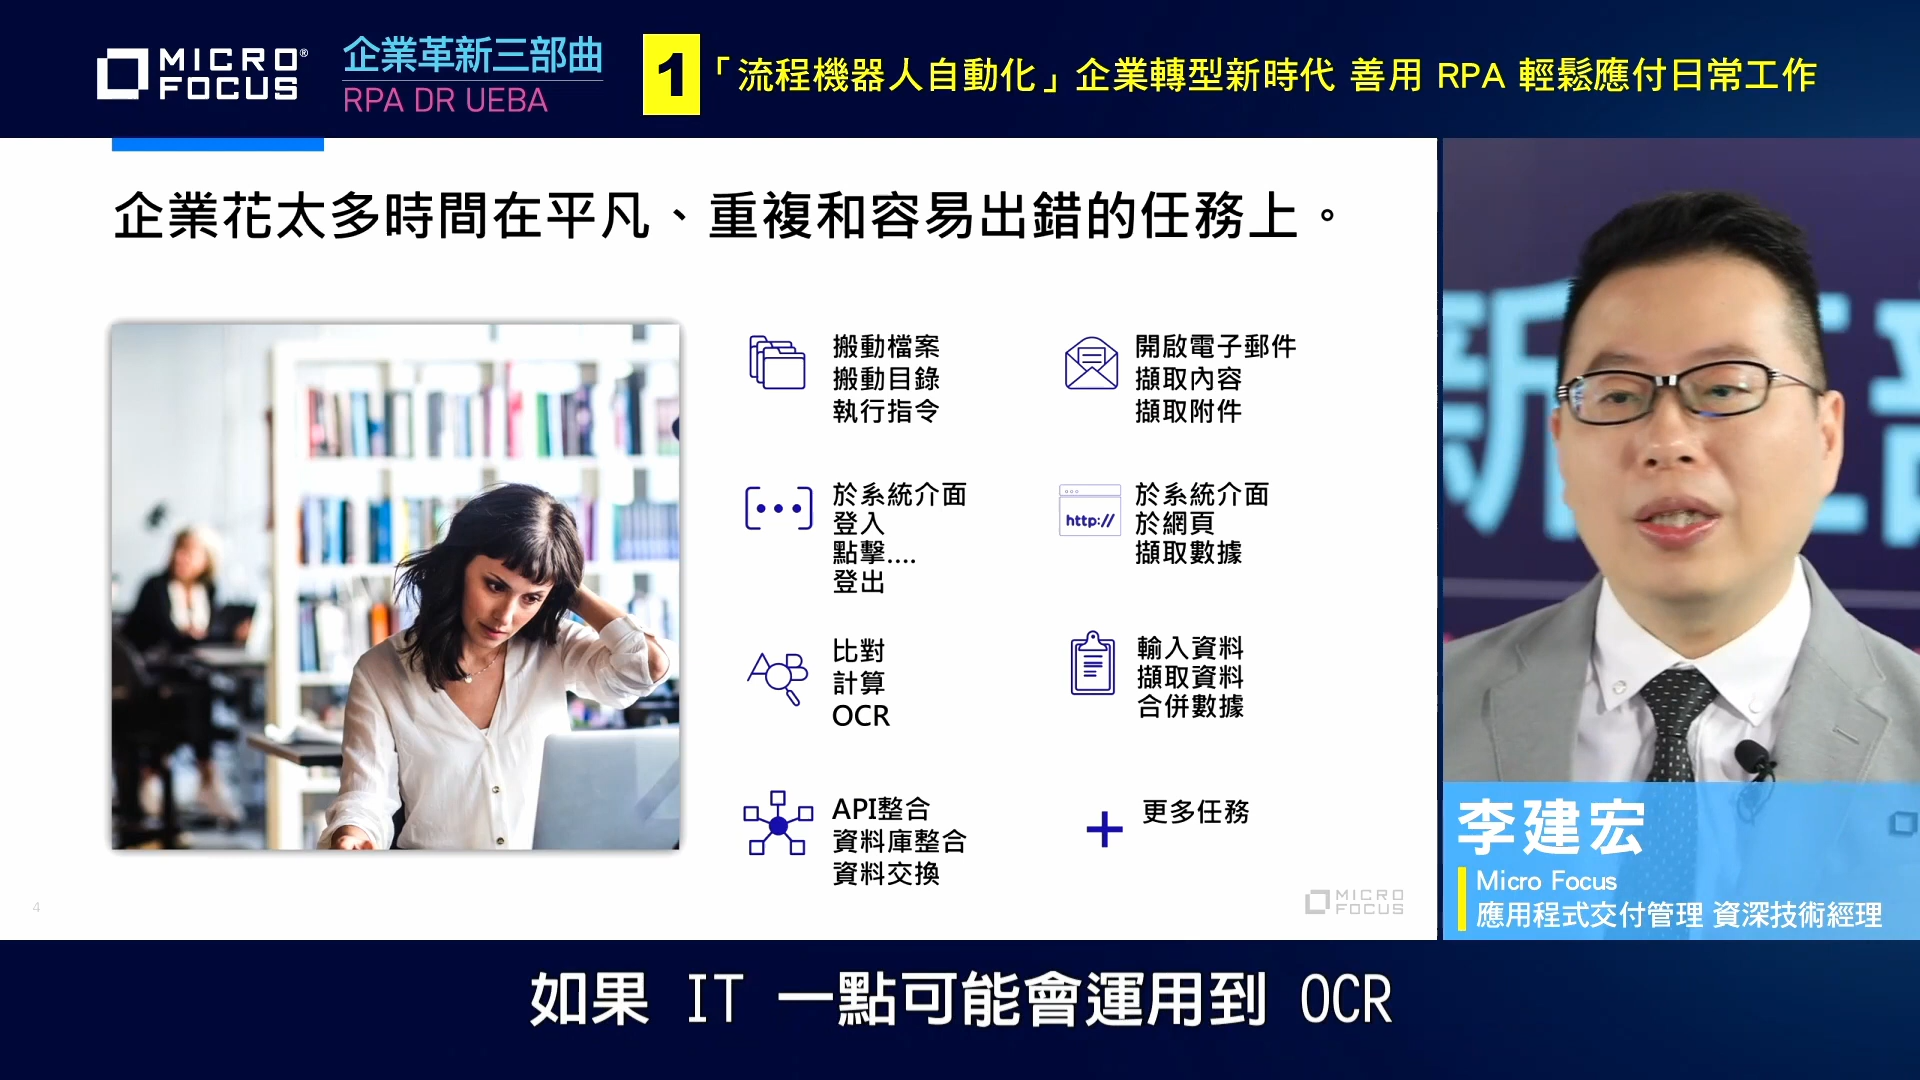 MICRO FOCUS®
企業革新三部曲
RPA DR UEBA
1
「流程機器人自動化」企業轉型新時代 善用 RPA 輕鬆應付日常工作
企業花太多時間在平凡、重複和容易出錯的任務上。
搬動檔案
搬動目錄
執行指令
開啟電子郵件
擷取內容
擷取附件
於系統介面
登入
點擊....
登出
http://
於系統介面
於網頁
擷取數據
AB
比對
計算
OCR
輸入資料
擷取資料
合併數據
API整合
資料庫整合
資料交換
更多任務
4
MICRO FOCUS
新三部
李建宏
Micro Focus
應用程式交付管理 資深技術經理
如果 IT 一點可能會運用到 OCR